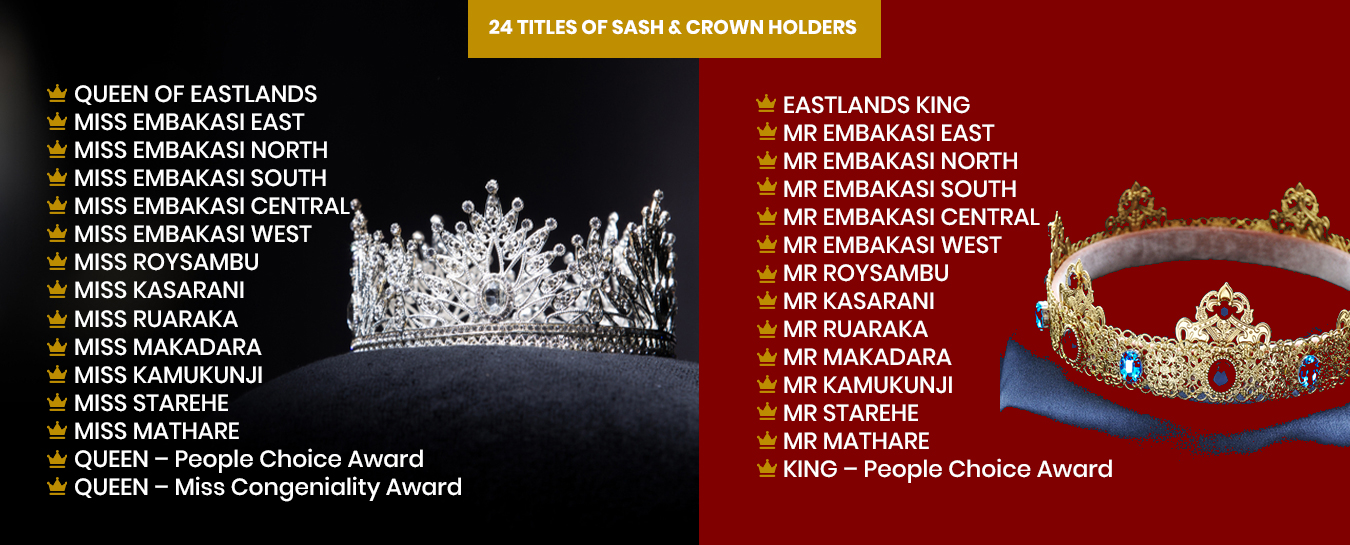 24 TITLES OF SASH & CROWN HOLDERS
QUEEN OF EASTLANDS
MISS EMBAKASI EAST
MISS EMBAKASI NORTH
MISS EMBAKASI SOUTH
MISS EMBAKASI CENTRAL
MISS EMBAKASI WEST
MISS ROYSAMBU
MISS KASARANI
MISS RUARAKA
MISS MAKADARA
MISS KAMUKUNJI
MISS STAREHE
MISS MATHARE
QUEEN – People Choice Award
QUEEN – Miss Congeniality Award
EASTLANDS KING
MR EMBAKASI EAST
MR EMBAKASI NORTH
MR EMBAKASI SOUTH
MR EMBAKASI CENTRAL
MR EMBAKASI WEST
MR ROYSAMBU
MR KASARANI
MR RUARAKA
MR MAKADARA
MR KAMUKUNJI
MR STAREHE
MR MATHARE
KING – People Choice Award